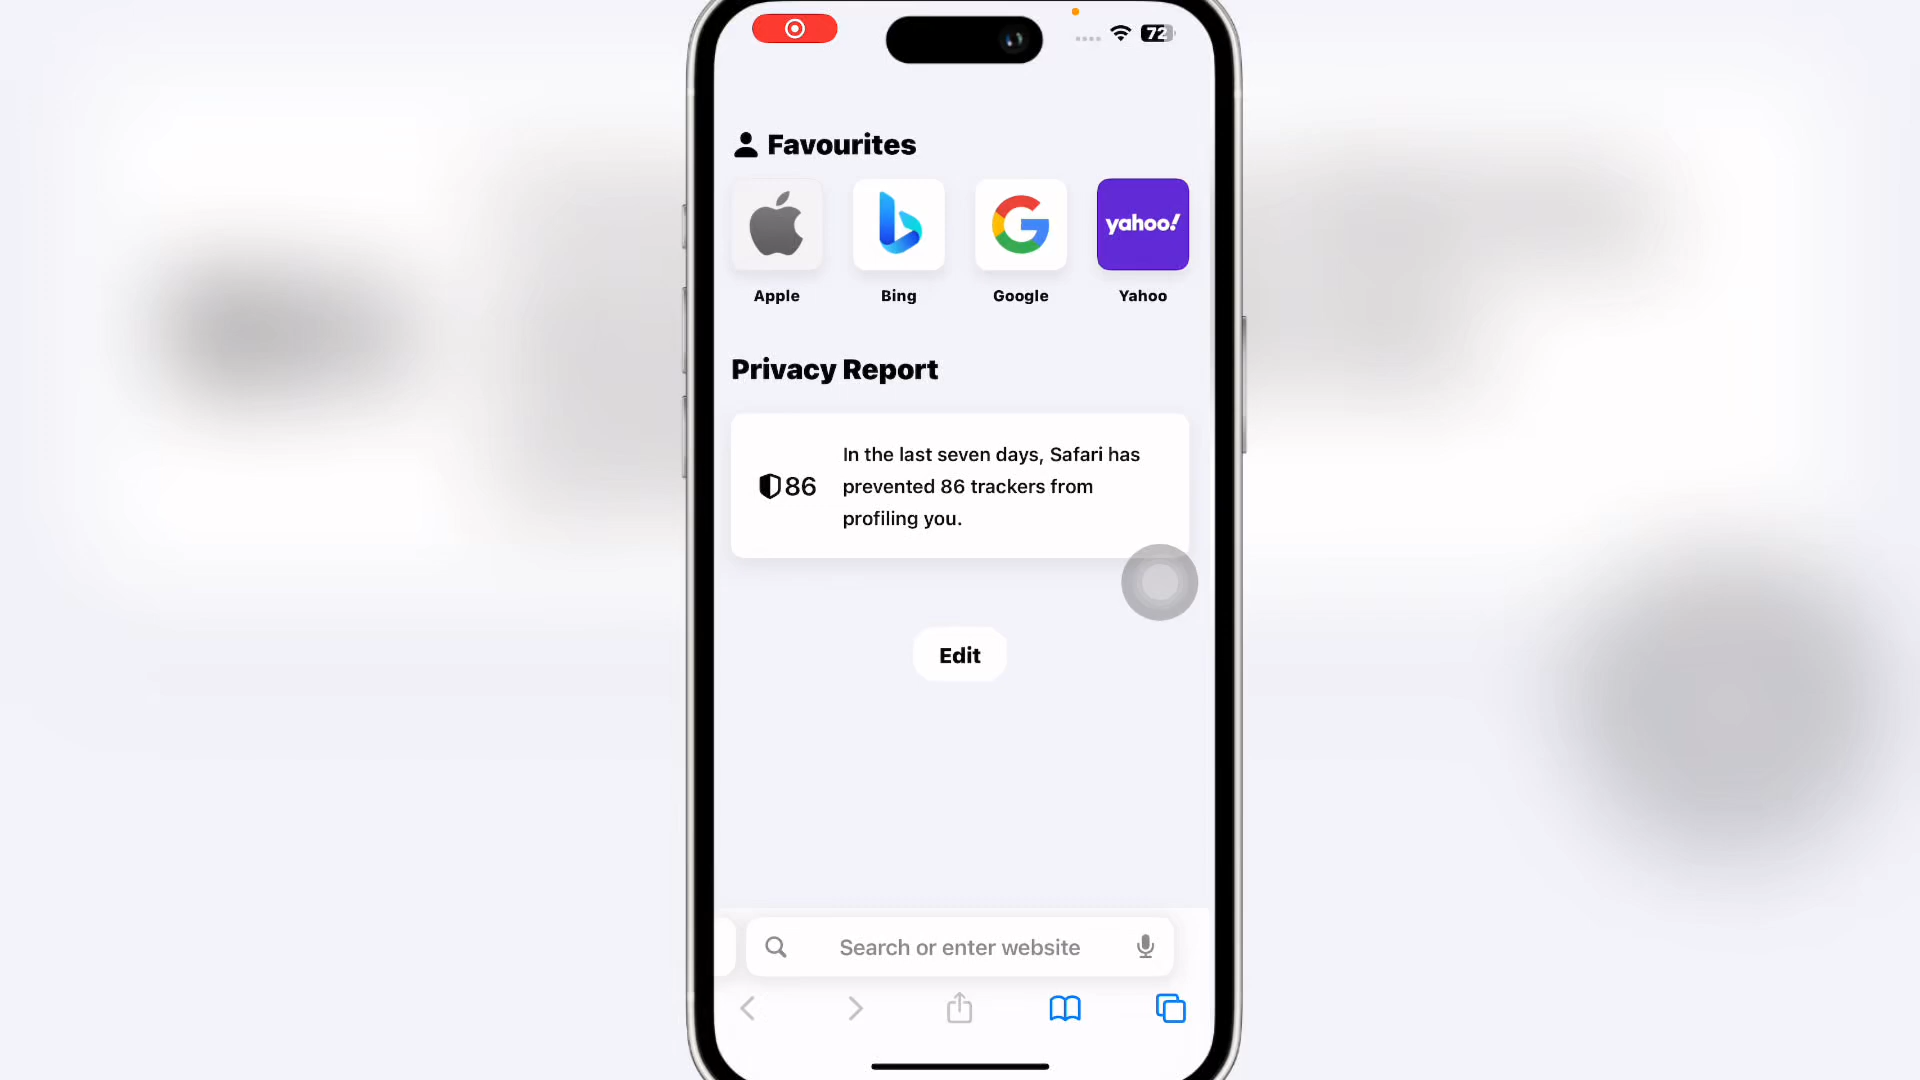 72
Favourites
yahoo!
Apple Bing Google Yahoo
Privacy Report
86
In the last seven days, Safari has
prevented 86 trackers from
profiling you.
Edit
Search or enter website